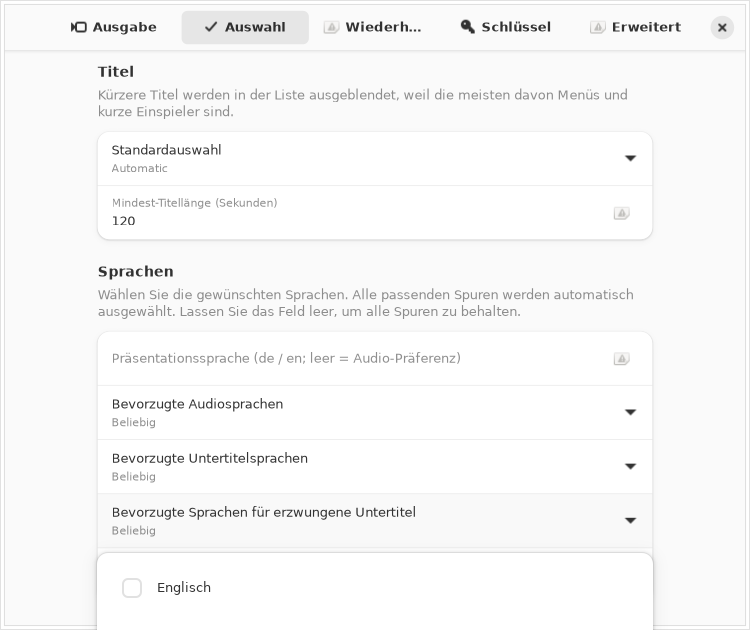 Ausgabe
Auswahl
Wiederh…
Schlüssel
Erweitert
Titel
Kürzere Titel werden in der Liste ausgeblendet, weil die meisten davon Menüs und
kurze Einspieler sind.
Standardauswahl
Automatic
Mindest-Titellänge (Sekunden)
120
Sprachen
Wählen Sie die gewünschten Sprachen. Alle passenden Spuren werden automatisch
ausgewählt. Lassen Sie das Feld leer, um alle Spuren zu behalten.
Präsentationssprache (de / en; leer = Audio-Präferenz)
Bevorzugte Audiosprachen
Beliebig
Bevorzugte Untertitelsprachen
Beliebig
Bevorzugte Sprachen für erzwungene Untertitel
Beliebig
Englisch